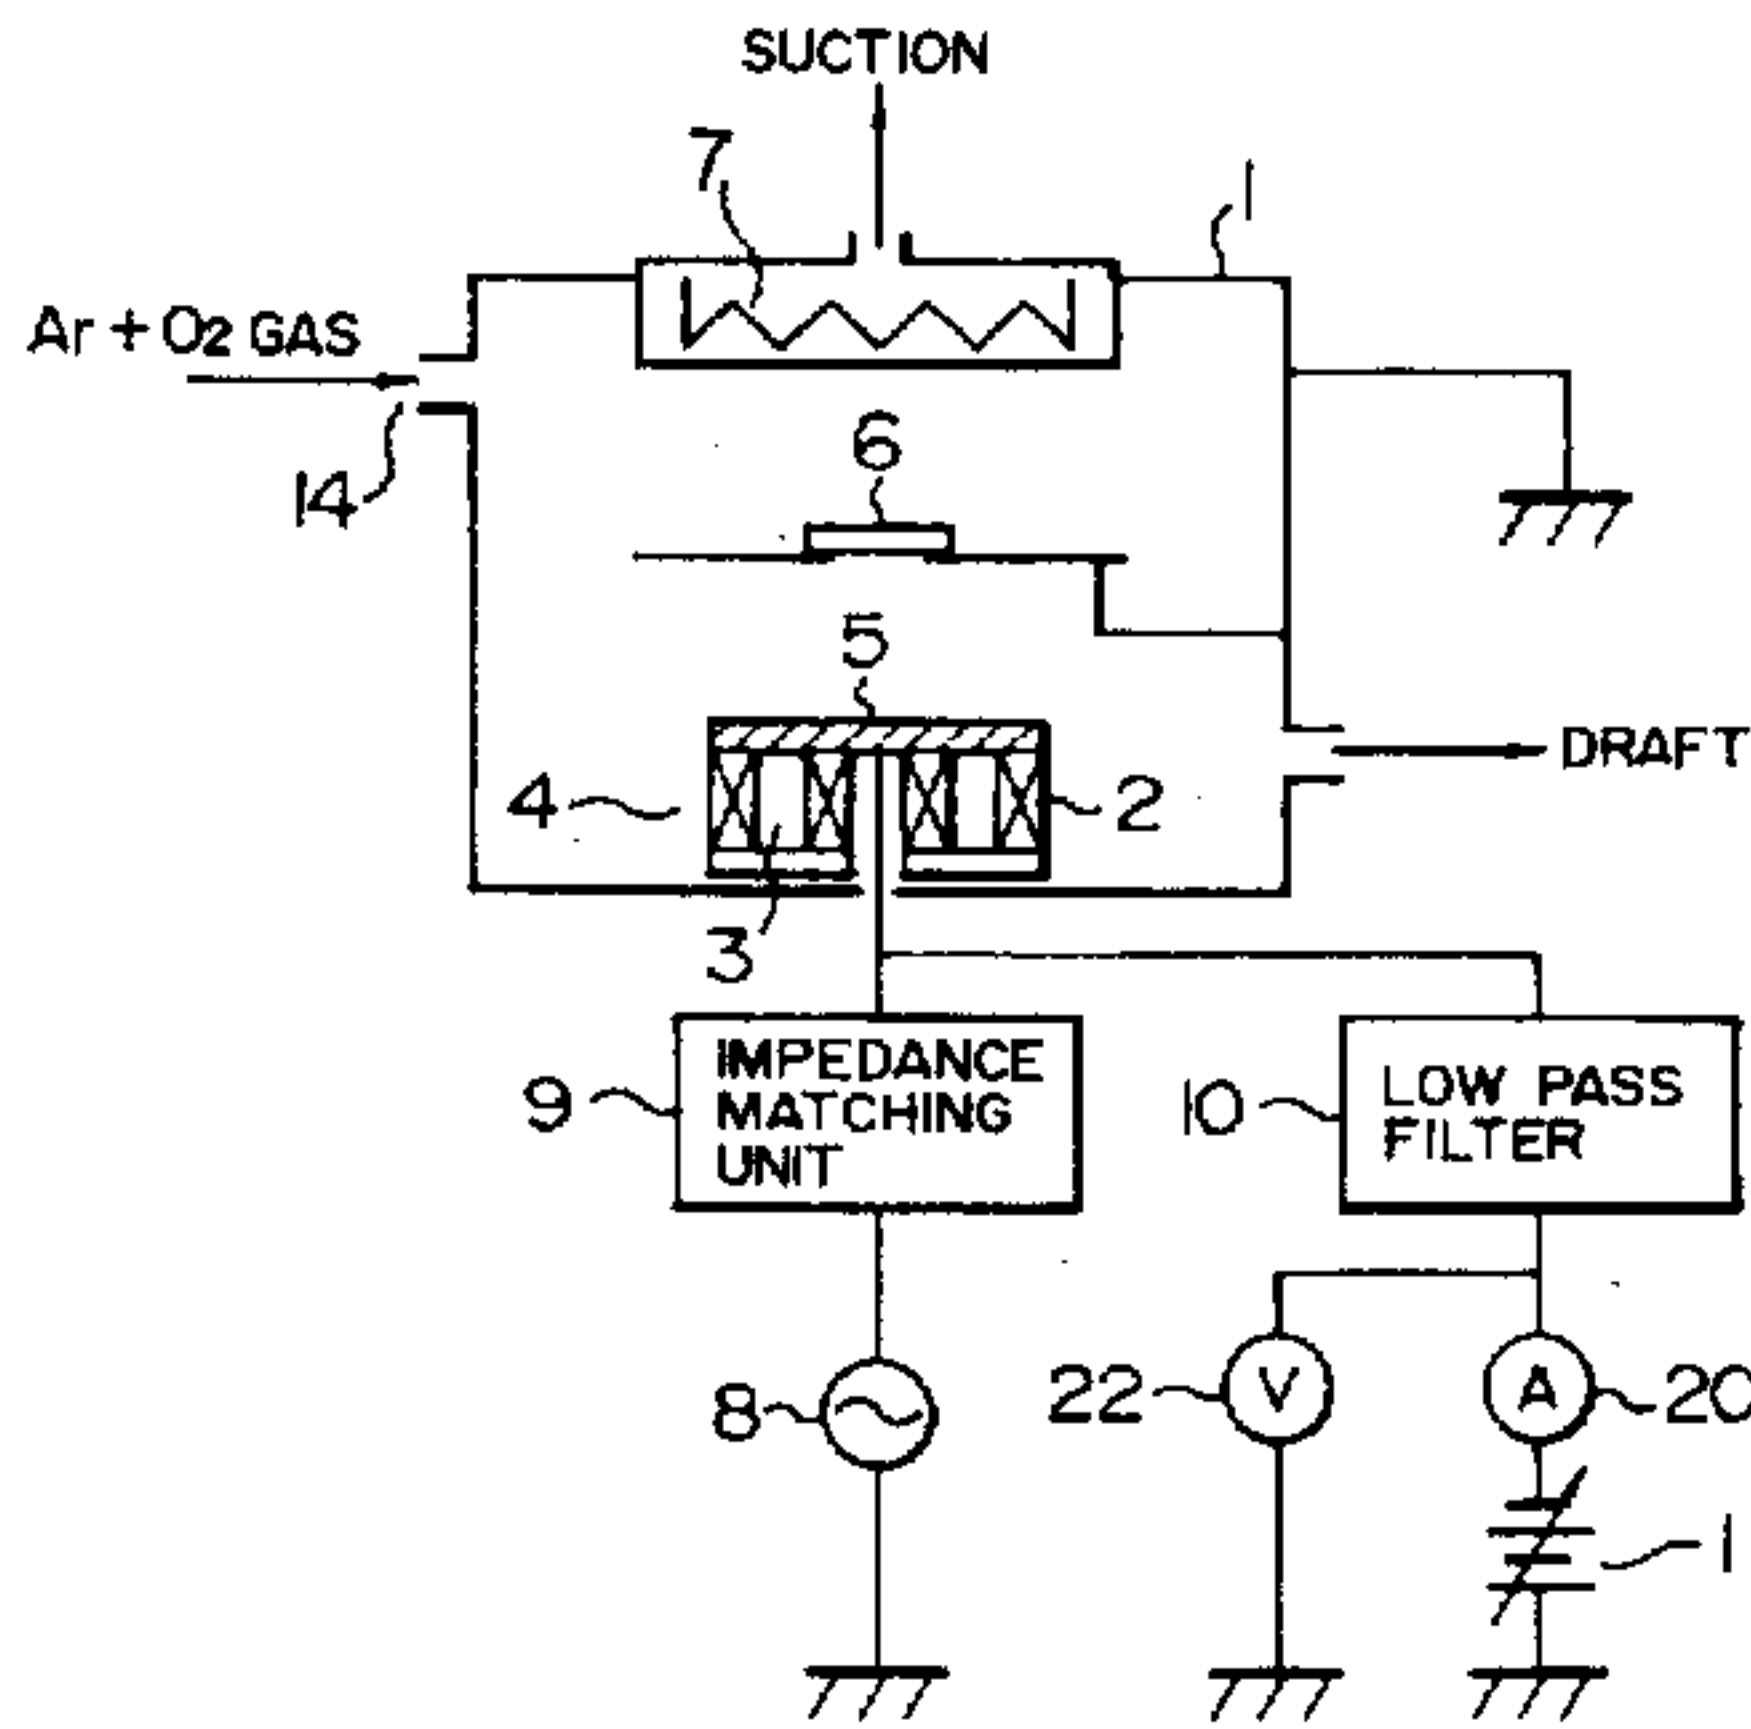 SUCTION
7
1
Ar + O2 GAS
14
6
5
DRAFT
4
2
3
IMPEDANCE
MATCHING
UNIT
9
10
LOW PASS
FILTER
8
22
V
A
20
1